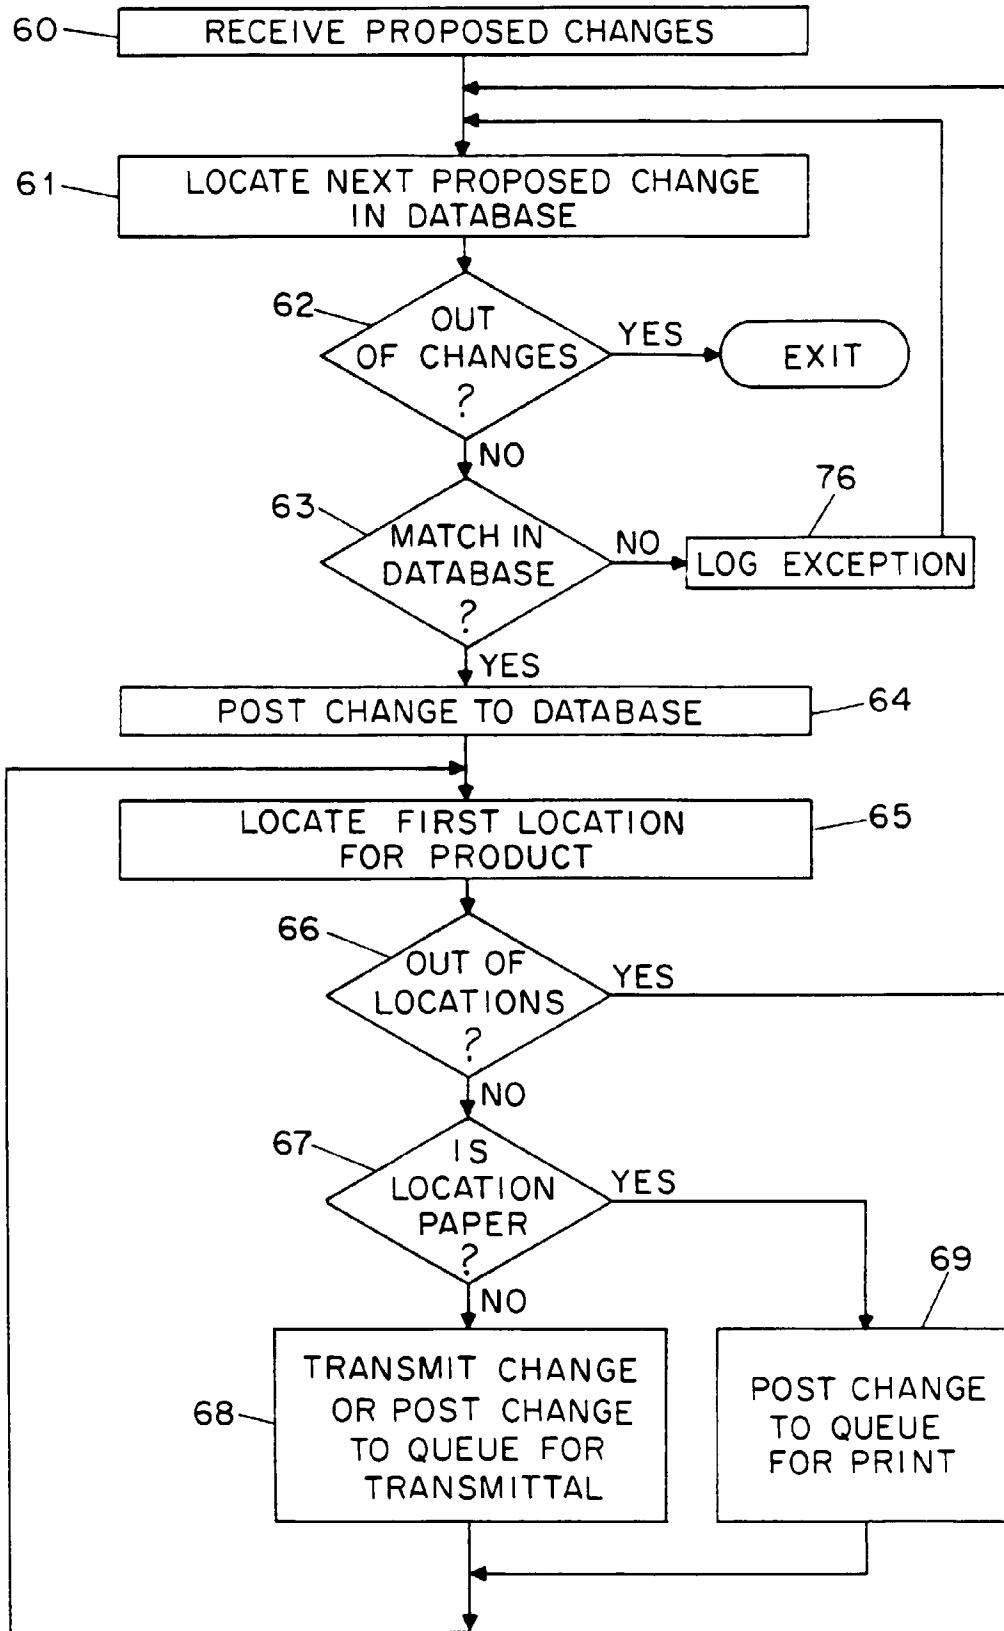 60
RECEIVE PROPOSED CHANGES
61
LOCATE NEXT PROPOSED CHANGE
IN DATABASE
62
OUT
OF CHANGES
?
YES
EXIT
NO
63
MATCH IN
DATABASE
?
NO
76
LOG EXCEPTION
YES
POST CHANGE TO DATABASE
64
LOCATE FIRST LOCATION
FOR PRODUCT
65
66
OUT OF
LOCATIONS
?
YES
NO
67
IS
LOCATION
PAPER
?
YES
NO
68
TRANSMIT CHANGE
OR POST CHANGE
TO QUEUE FOR
TRANSMITTAL
69
POST CHANGE
TO QUEUE
FOR PRINT